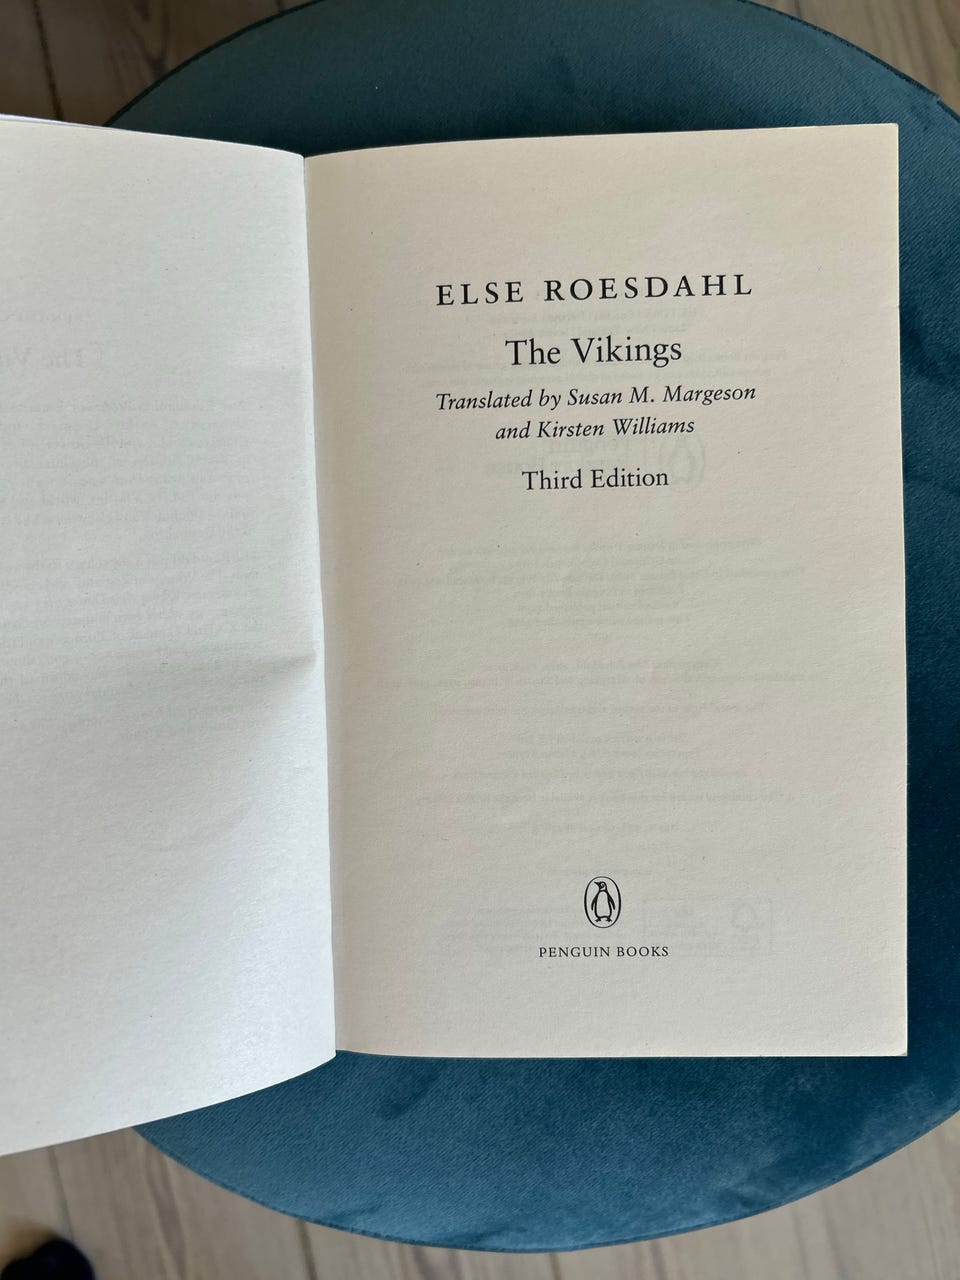 ELSE ROESDAHL
The Vikings
Translated by Susan M. Margeson
and Kirsten Williams
Third Edition
PENGUIN BOOKS